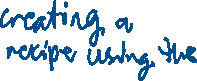 creating a
recipe using the